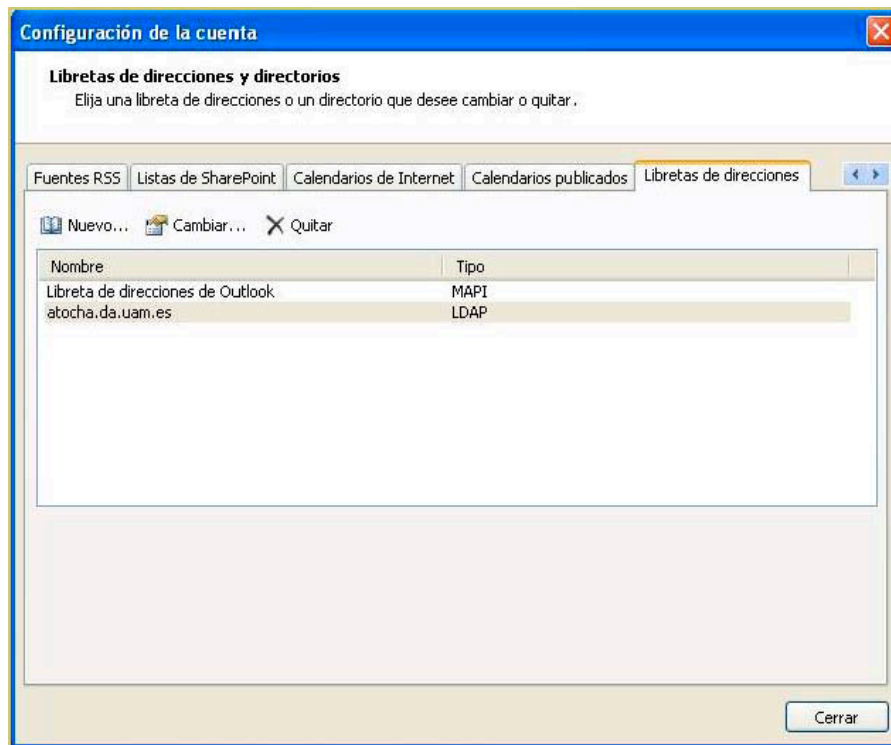 Configuración de la cuenta
Libretas de direcciones y directorios
Elija una libreta de direcciones o un directorio que desee cambiar o quitar.
Fuentes RSS Listas de SharePoint Calendarios de Internet Calendarios publicados Libretas de direcciones
Nuevo... Cambiar... Quitar
Nombre Tipo
Libreta de direcciones de Outlook MAPI
atocha.da.uam.es LDAP
Cerrar